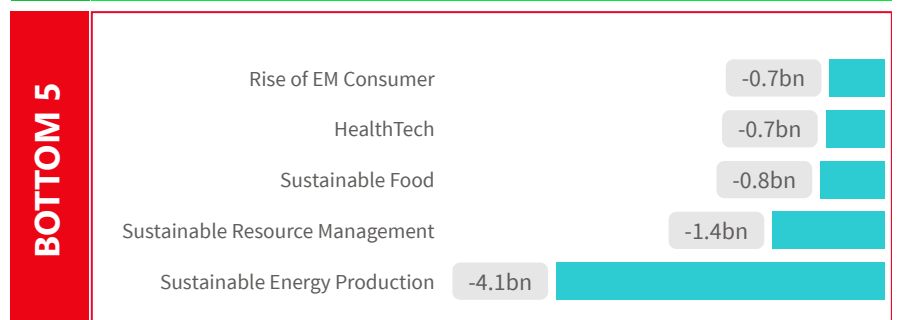 BOTTOM 5
Rise of EM Consumer -0.7bn
HealthTech -0.7bn
Sustainable Food -0.8bn
Sustainable Resource Management -1.4bn
Sustainable Energy Production -4.1bn